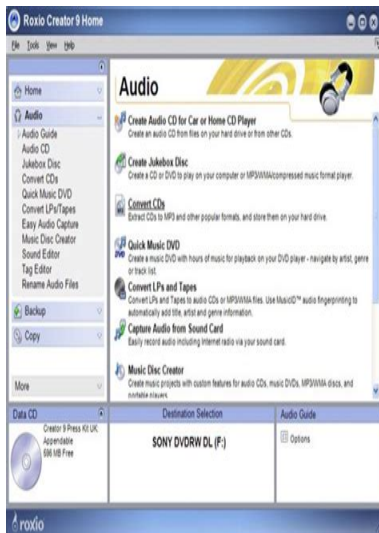 Roxio Creator 9 Home
File Tools View Help
Home
Audio
Audio Guide
Audio CD
Jukebox Disc
Convert CDs
Quick Music DVD
Convert LPs/Tapes
Easy Audio Capture
Music Disc Creator
Sound Editor
Tag Editor
Rename Audio Files
Backup
Copy
More
Audio
Create Audio CD for Car or Home CD Player
Create an audio CD from files on your hard drive or from other CDs.
Create Jukebox Disc
Create a CD or DVD to play on your computer or MP3/WMA/compressed music format player.
Convert CDs
Extract CDs to MP3 and other popular formats, and store them on your hard drive.
Quick Music DVD
Create a music DVD with hours of music for playback on your DVD player - navigate by artist, genre
or track list.
Convert LPs and Tapes
Convert LPs and Tapes to audio CDs or MP3/WMA files. Use MusicID™ audio fingerprinting to
automatically add title, artist and genre information.
Capture Audio from Sound Card
Easily record audio including Internet radio via your sound card.
Music Disc Creator
Create music projects with custom features for audio CDs, music DVDs, MP3/WMA discs, and
portable players.
Data CD
Creator 9 Press Kit UK:
Appendable
696 MB Free
Destination Selection
SONY DVDRW DL (F:)
Audio Guide
Options
roxio